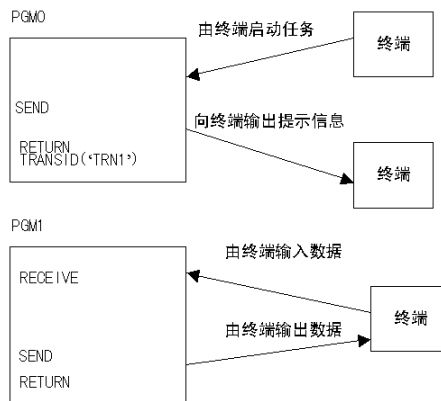 PGM0
由终端启动任务
终端
SEND
向终端输出提示信息
RETURN
TRANSID(‘TRN1’)
终端
PGM1
由终端输入数据
RECEIVE
终端
由终端输出数据
SEND
RETURN